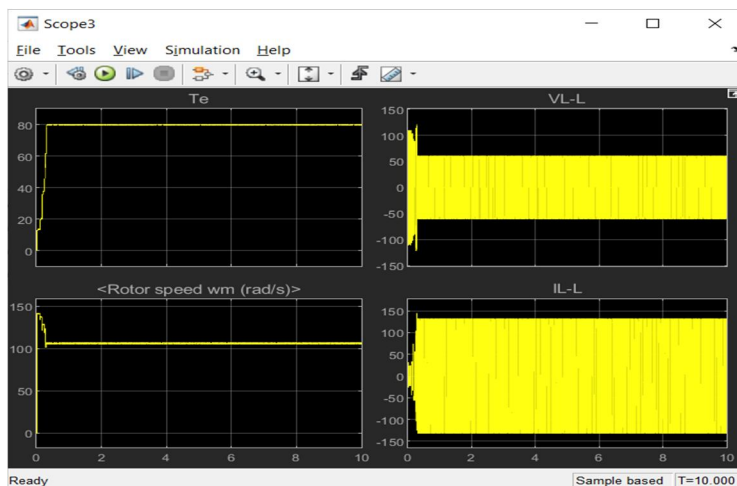 Scope3
File Tools View Simulation Help
Te
80
60
40
20
0
VL-L
150
100
50
0
-50
-100
-150
<Rotor speed wm (rad/s)>
150
100
50
0
0 2 4 6 8 10
IL-L
150
100
50
0
-50
-100
-150
0 2 4 6 8 10
Ready Sample based T=10.000